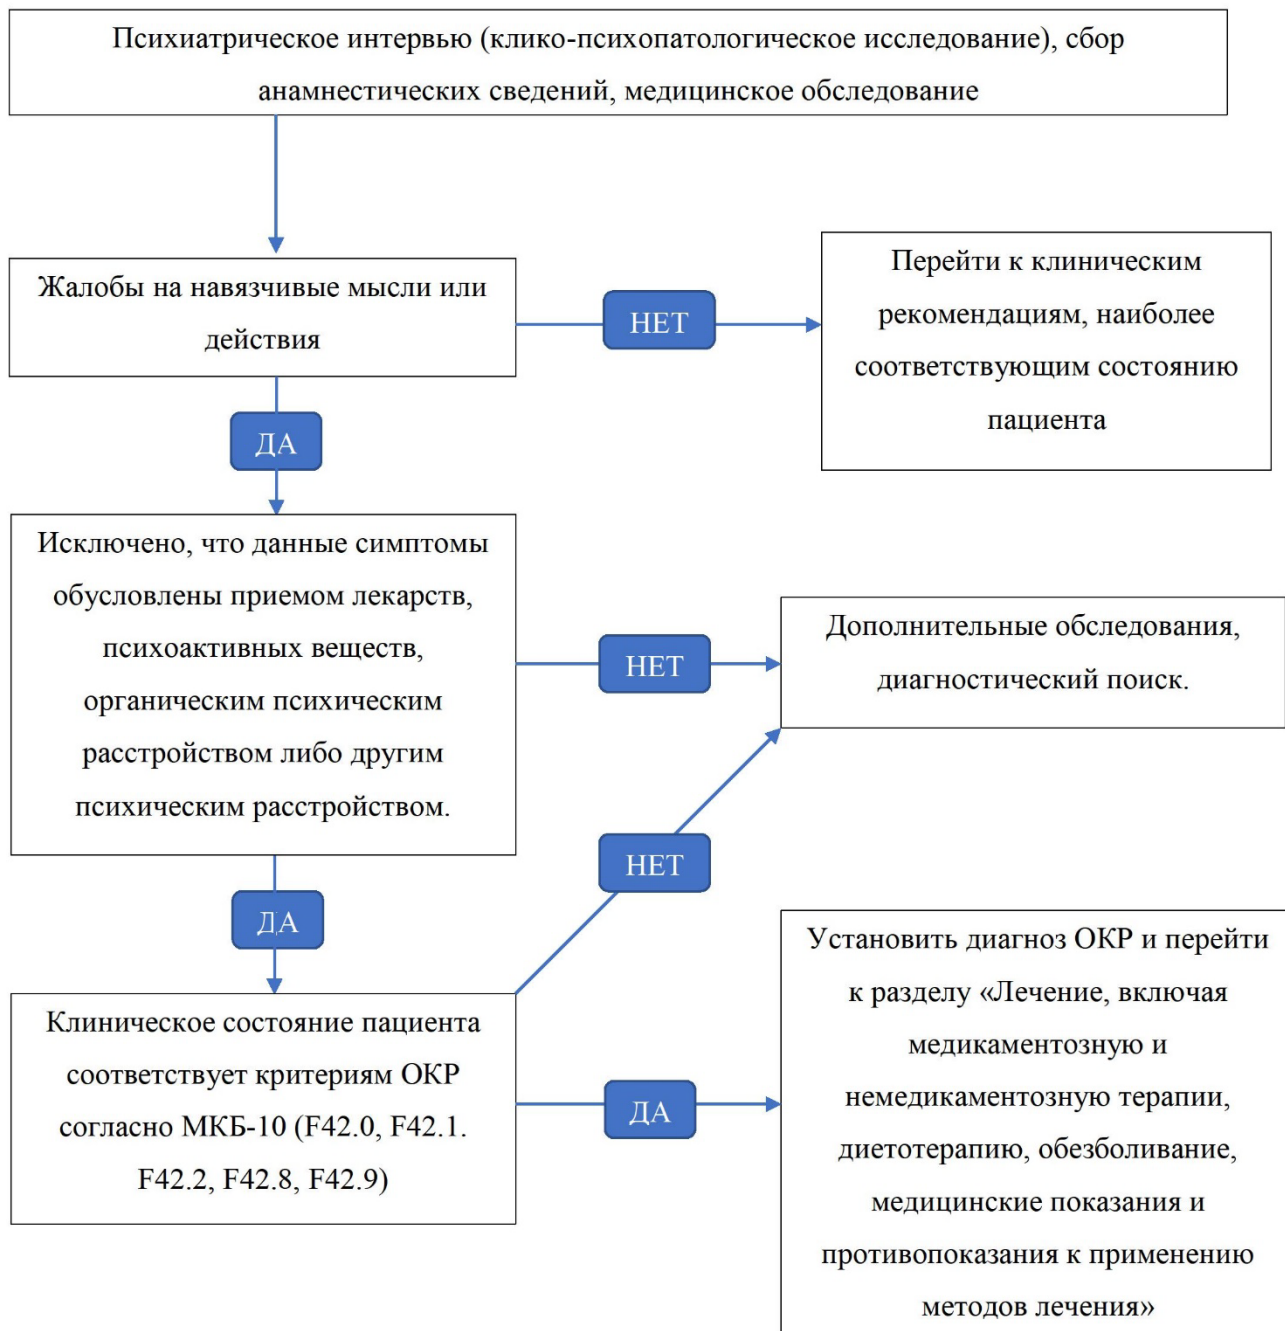 Психиатрическое интервью (клико-психопатологическое исследование), сбор
анамнестических сведений, медицинское обследование
Жалобы на навязчивые мысли или
действия
НЕТ
Перейти к клиническим
рекомендациям, наиболее
соответствующим состоянию
пациента
ДА
Исключено, что данные симптомы
обусловлены приемом лекарств,
психоактивных веществ,
органическим психическим
расстройством либо другим
психическим расстройством.
НЕТ
Дополнительные обследования,
диагностический поиск.
НЕТ
ДА
Клиническое состояние пациента
соответствует критериям ОКР
согласно МКБ-10 (F42.0, F42.1.
F42.2, F42.8, F42.9)
ДА
Установить диагноз ОКР и перейти
к разделу «Лечение, включая
медикаментозную и
немедикаментозную терапии,
диетотерапию, обезболивание,
медицинские показания и
противопоказания к применению
методов лечения»